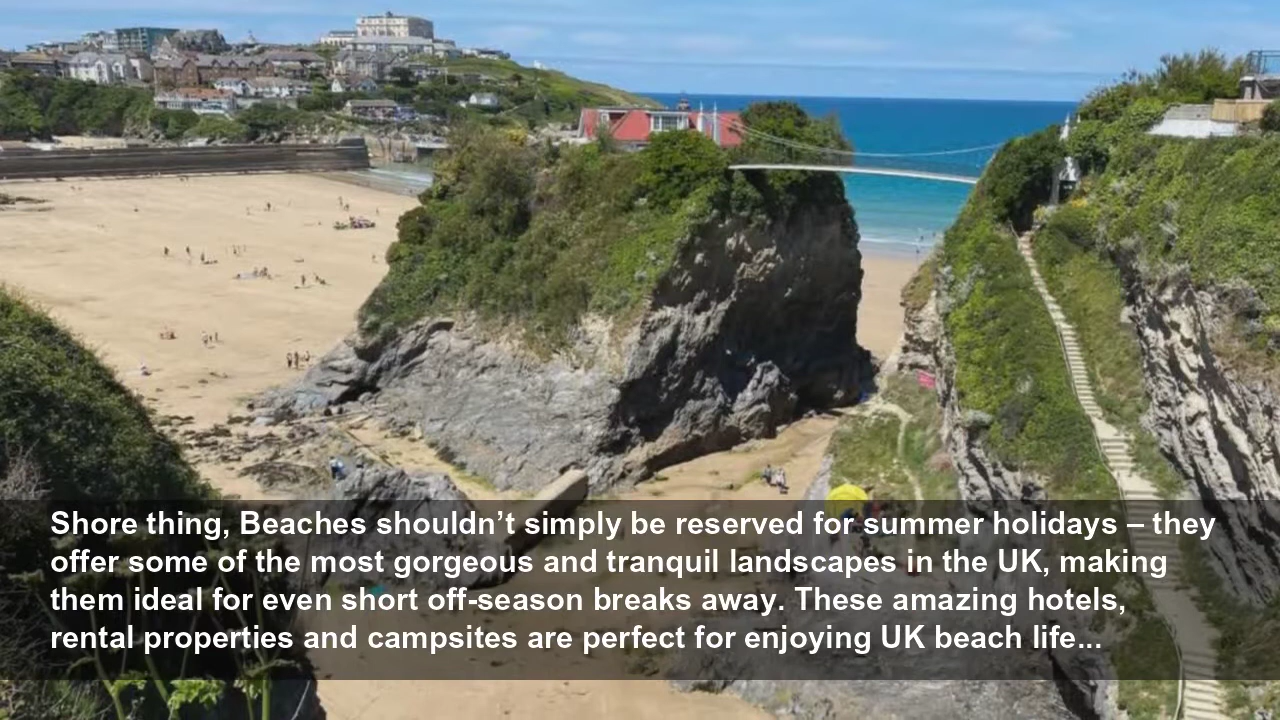 Shore thing, Beaches shouldn’t simply be reserved for summer holidays – they
offer some of the most gorgeous and tranquil landscapes in the UK, making
them ideal for even short off-season breaks away. These amazing hotels,
rental properties and campsites are perfect for enjoying UK beach life...